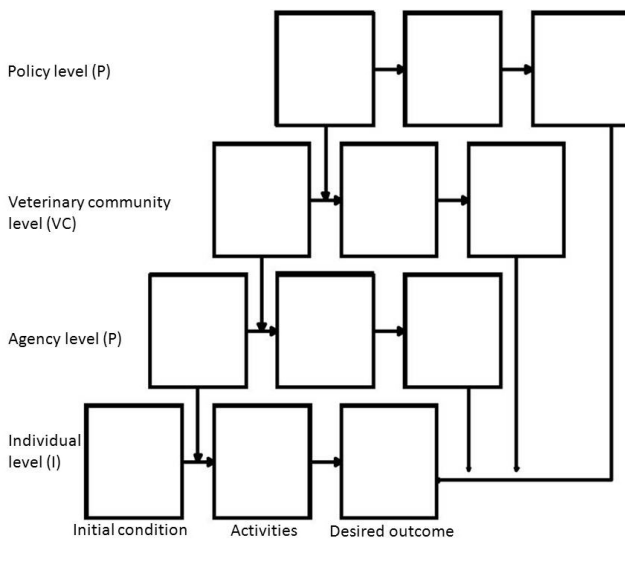 Policy level (P)
Veterinary community
level (VC)
Agency level (P)
Individual
level (I)
Initial condition
Activities
Desired outcome